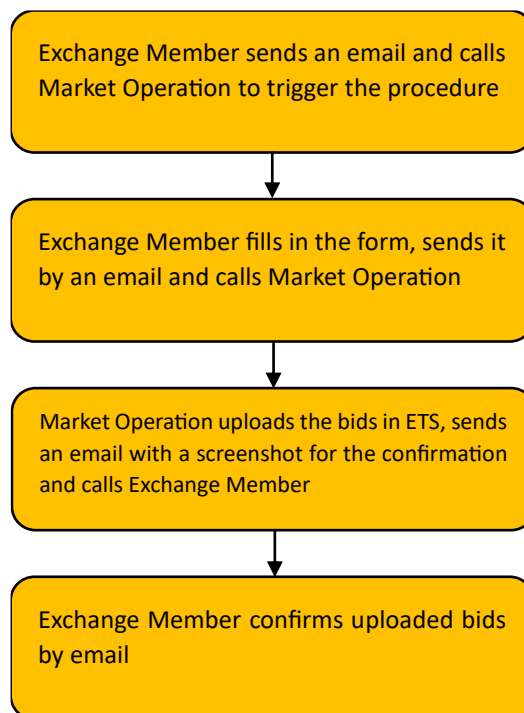 Exchange Member sends an email and calls
Market Operation to trigger the procedure
Exchange Member fills in the form, sends it
by an email and calls Market Operation
Market Operation uploads the bids in ETS, sends
an email with a screenshot for the confirmation
and calls Exchange Member
Exchange Member confirms uploaded bids
by email